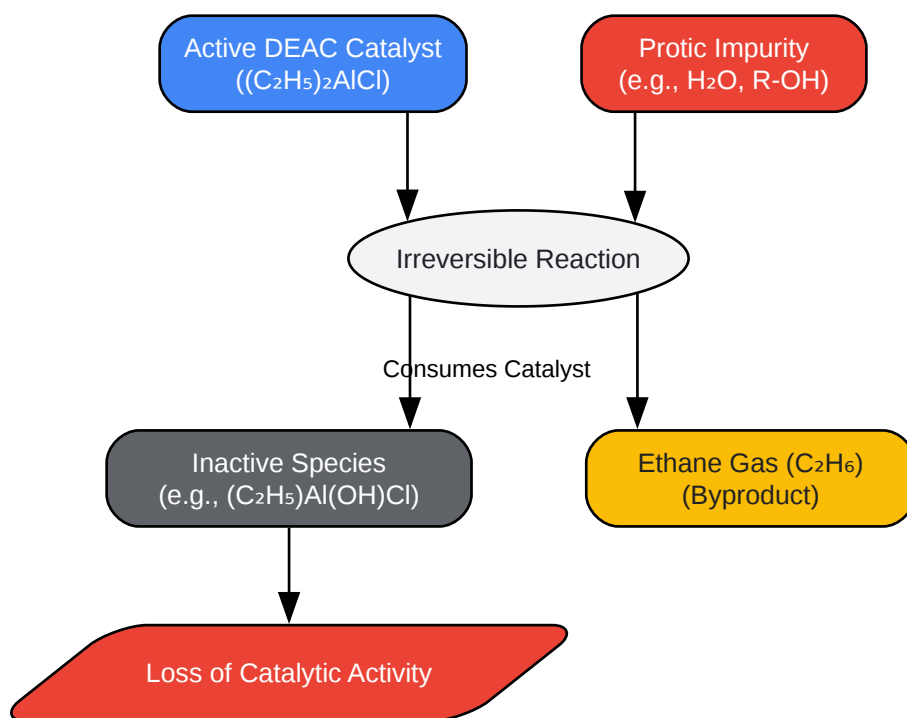 Active DEAC Catalyst
((C₂H₅)₂AlCl)
Protic Impurity
(e.g., H₂O, R-OH)
Irreversible Reaction
Consumes Catalyst
Inactive Species
(e.g., (C₂H₅)Al(OH)Cl)
Ethane Gas (C₂H₆)
(Byproduct)
Loss of Catalytic Activity